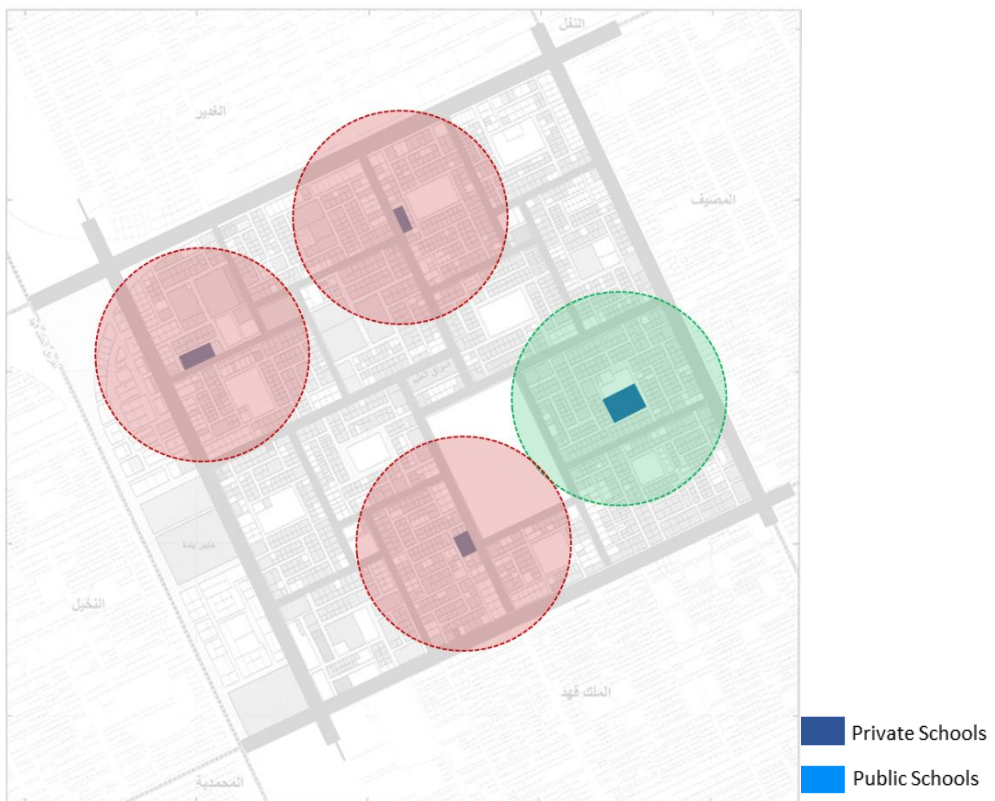 النفل
الغدير
المصيف
النخيل
الملك فهد
المحمدية
Private Schools
Public Schools